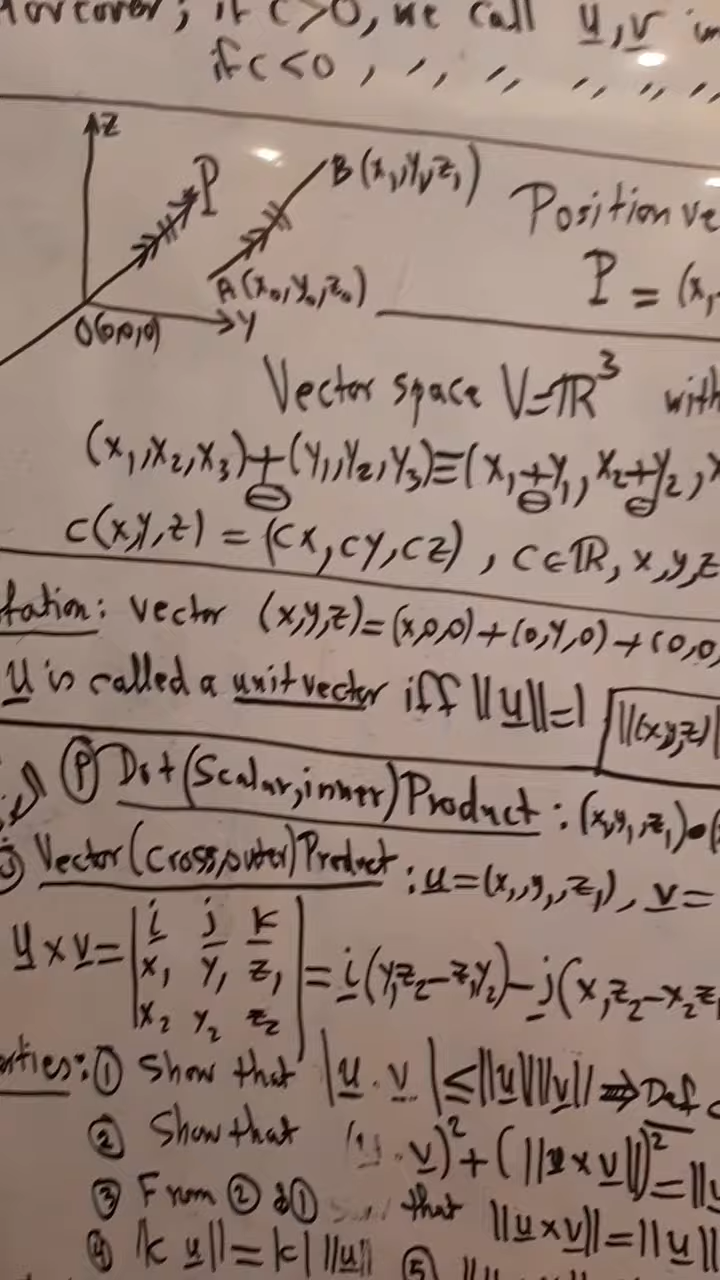 Moreover, if C>0, we call u, v in
if C<0, ,, ,, ,, ,, ,, ,,
Z
P
B(x₁,y₁,z₁)
Position ve
A(x₀,y₀,z₀)
P = (x,
O(0,0,0)
Y
Vector space V=ℝ³ with
(x₁,x₂,x₃)±(y₁,y₂,y₃)≡(x₁±y₁,x₂±y₂,x
c(x,y,z) = (cx,cy,cz), c∈ℝ, x,y,z
tation: vector (x,y,z)=(x,0,0)+(0,y,0)+(0,0,
u is called a unit vector iff ||u||=1 ||(x,y,z)||
Dot (Scalar,inner) Product: (x₁,y₁,z₁)•(
Vector (Cross,outer) Product: u=(x₁,y₁,z₁), v=
u×v= | i j k | = i(y₁z₂-z₁y₂)-j(x₁z₂-x₂z₁
x₁ y₁ z₁
x₂ y₂ z₂
erties: ① Show that |u.v|≤||u||||v|| ⟹ Def
② Show that (u.v)²+(||u×v||)²=||u
③ From ② & ① that ||u×v||=||u||
④ ||k u||=|k| ||u|| ⑤